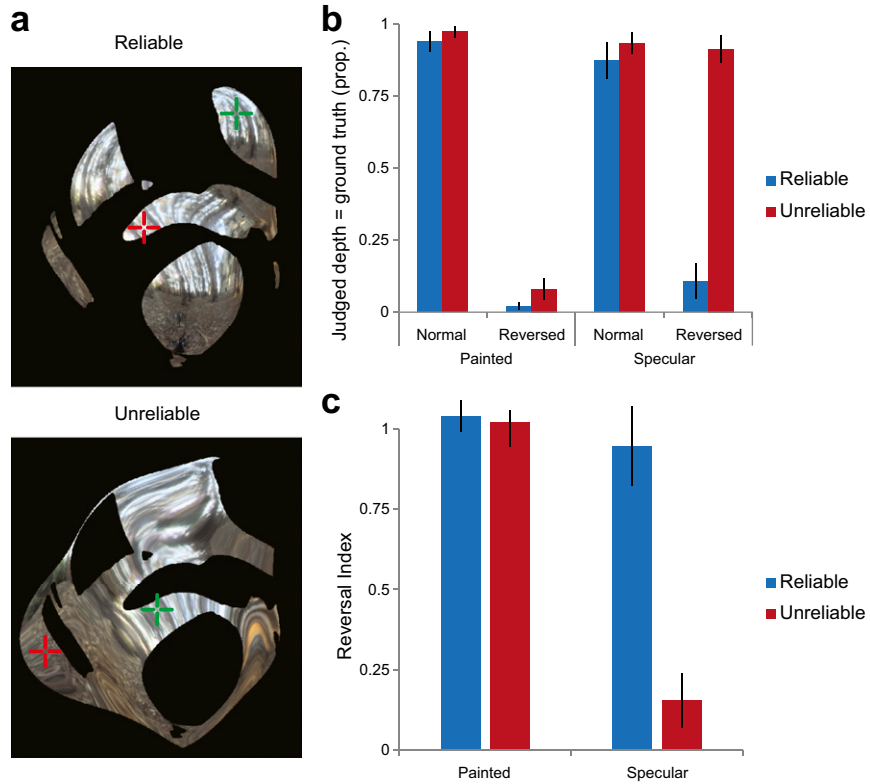 a
Reliable
Unreliable
b
Judged depth = ground truth (prop.)
1
0.75
0.5
0.25
0
Normal Reversed Normal Reversed
Painted Specular
Reliable
Unreliable
c
Reversal Index
1
0.75
0.5
0.25
0
Painted Specular
Reliable
Unreliable